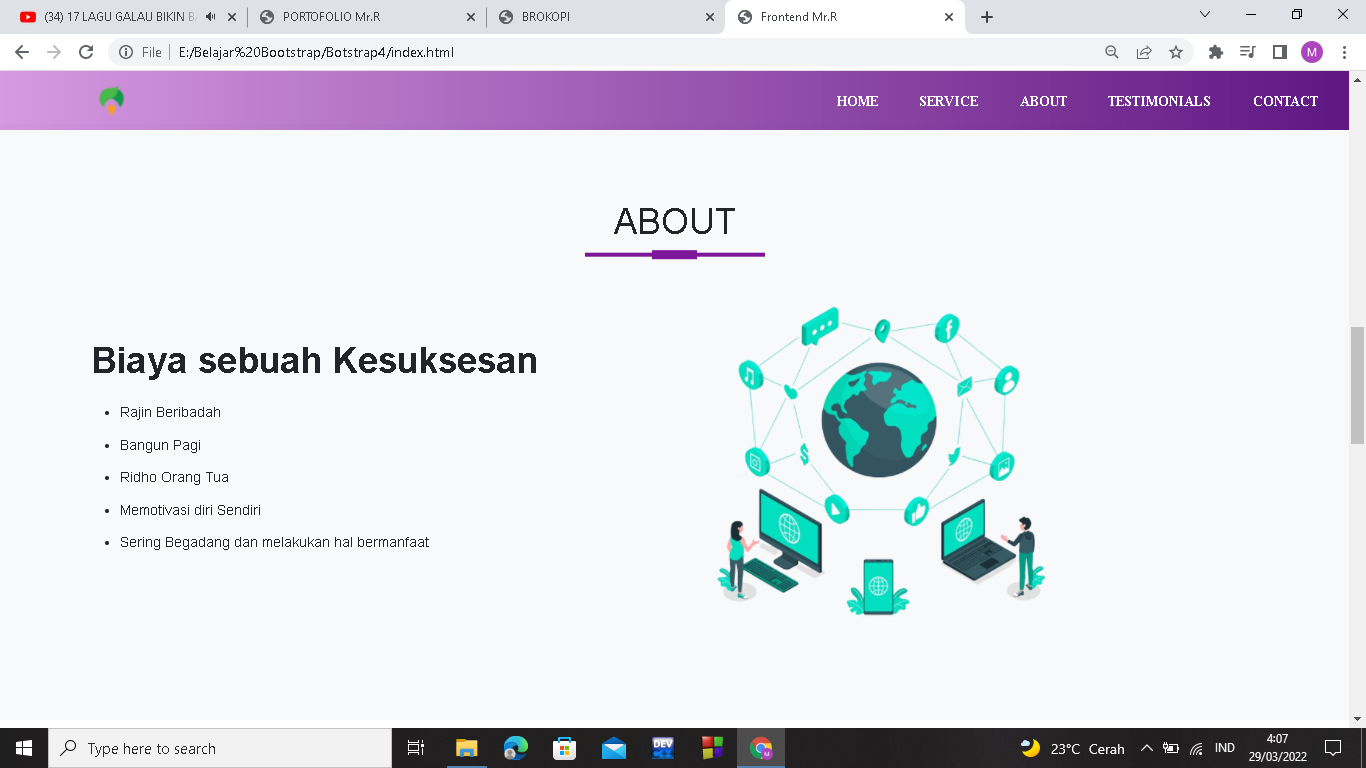 (34) 17 LAGU GALAU BIKIN B
PORTOFOLIO Mr.R
BROKOPI
Frontend Mr.R
File
E:/Belajar%20Bootstrap/Botstrap4/index.html
M
HOME
SERVICE
ABOUT
TESTIMONIALS
CONTACT
ABOUT
Biaya sebuah Kesuksesan
• Rajin Beribadah
• Bangun Pagi
• Ridho Orang Tua
• Memotivasi diri Sendiri
• Sering Begadang dan melakukan hal bermanfaat
Type here to search
DEV
23°C Cerah
IND
4:07
29/03/2022